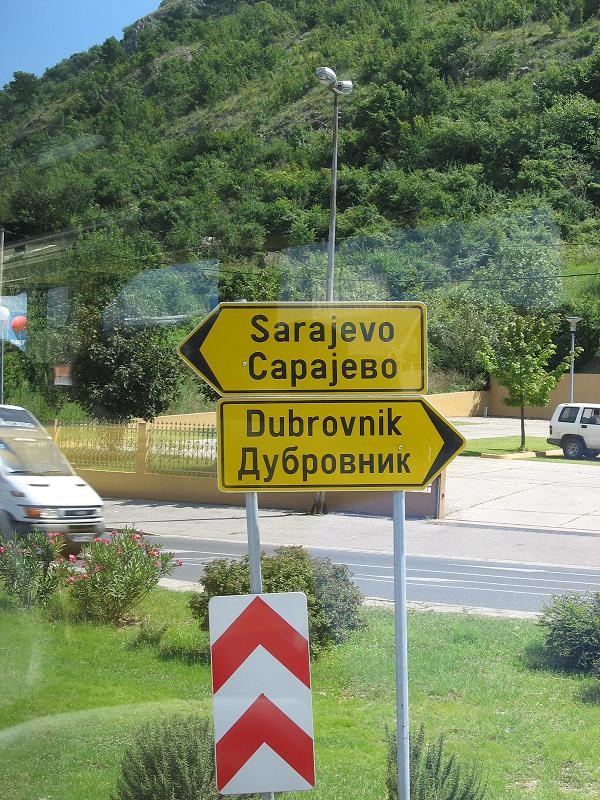 Sarajevo
Сарајево
Dubrovnik
Дубровник